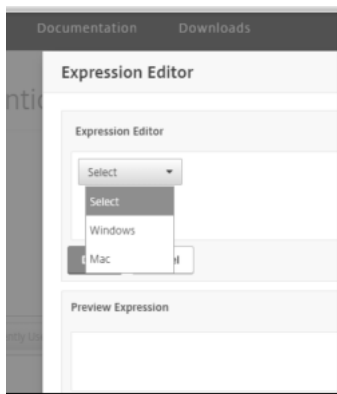 Documentation Downloads
Expression Editor
Expression Editor
Select
Select
Windows
Mac
Preview Expression